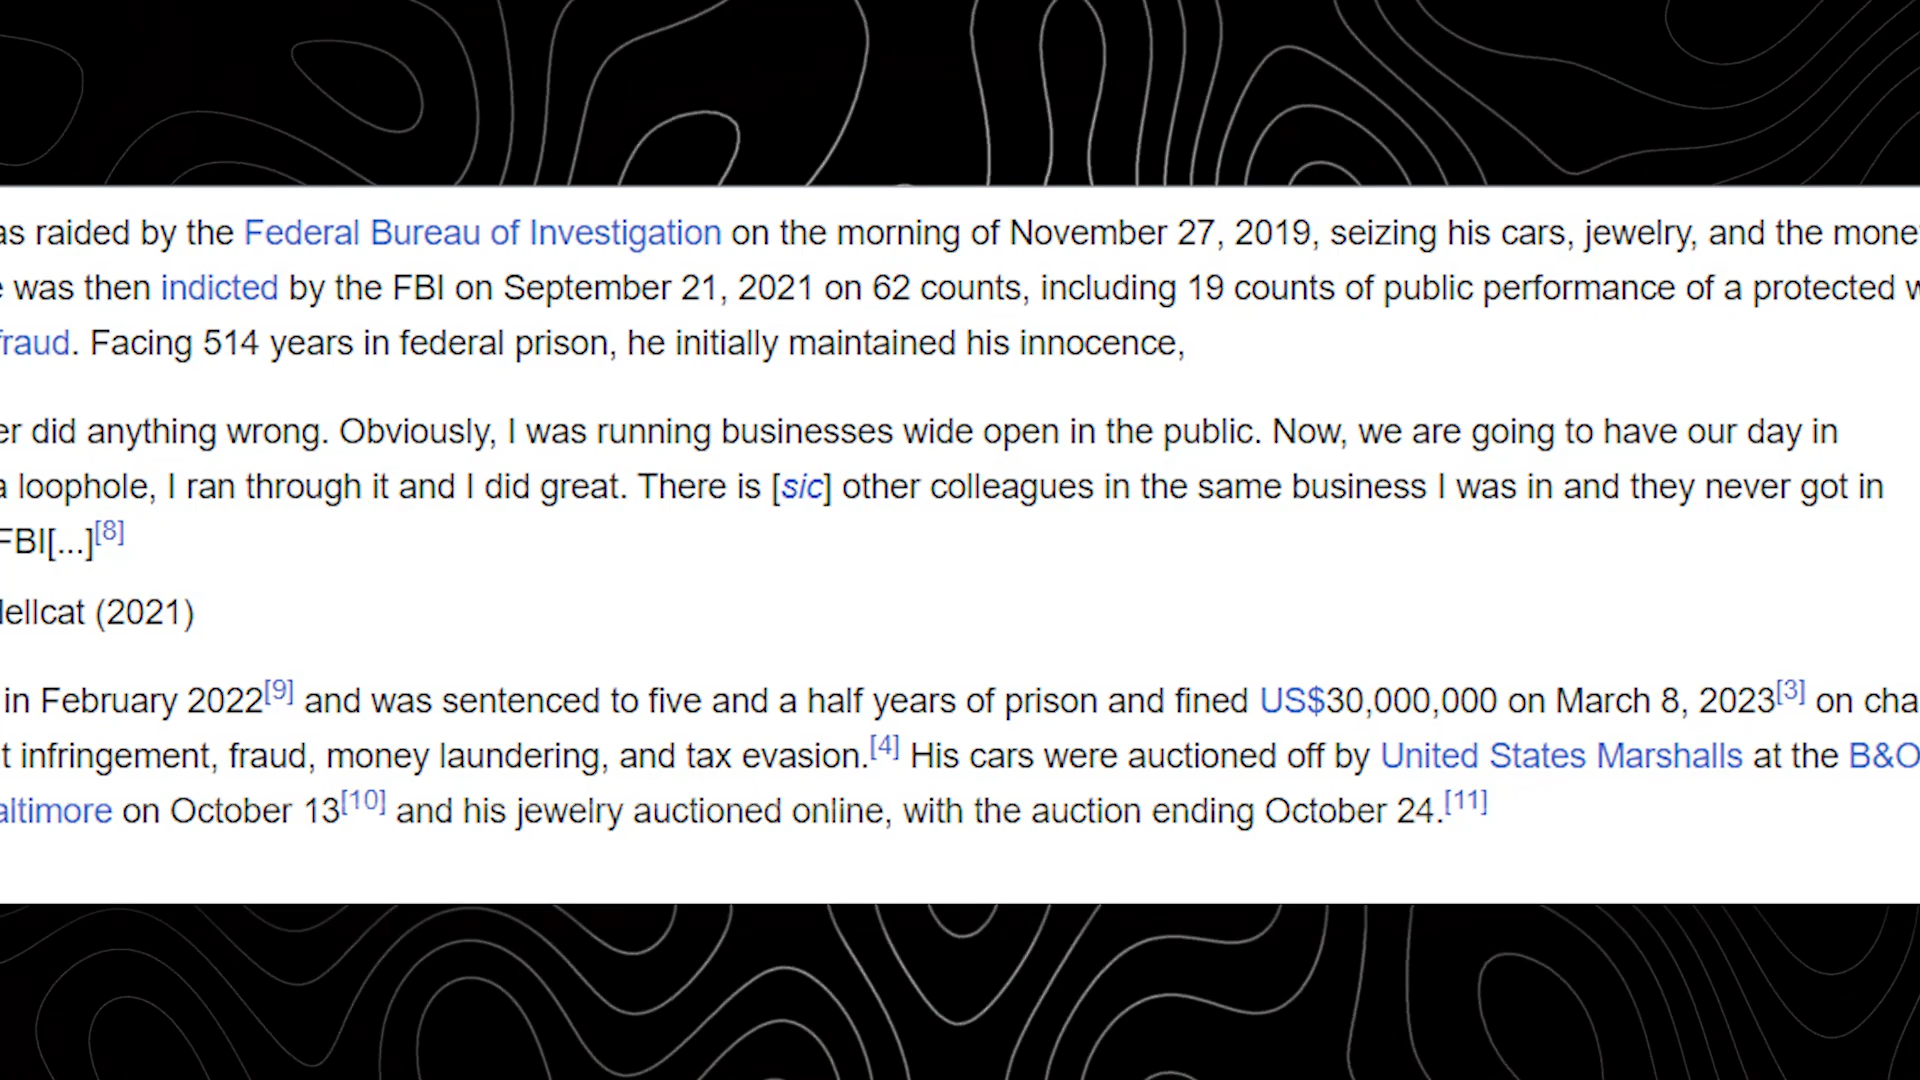 as raided by the Federal Bureau of Investigation on the morning of November 27, 2019, seizing his cars, jewelry, and the mone
was then indicted by the FBI on September 21, 2021 on 62 counts, including 19 counts of public performance of a protected
fraud. Facing 514 years in federal prison, he initially maintained his innocence,
er did anything wrong. Obviously, I was running businesses wide open in the public. Now, we are going to have our day in
a loophole, I ran through it and I did great. There is [sic] other colleagues in the same business I was in and they never got in
FBI[...][8]
ellcat (2021)
in February 2022[9] and was sentenced to five and a half years of prison and fined US$30,000,000 on March 8, 2023[3] on cha
t infringement, fraud, money laundering, and tax evasion.[4] His cars were auctioned off by United States Marshalls at the B&O
altimore on October 13[10] and his jewelry auctioned online, with the auction ending October 24.[11]